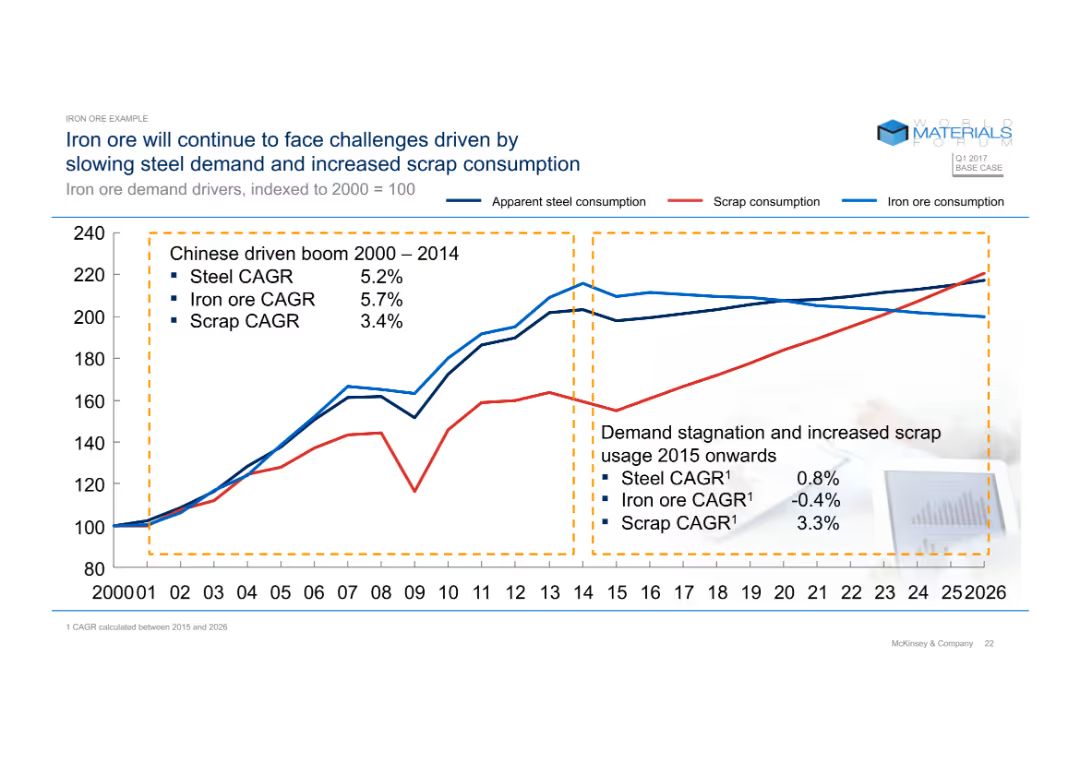 IRON ORE EXAMPLE
Iron ore will continue to face challenges driven by
slowing steel demand and increased scrap consumption
Iron ore demand drivers, indexed to 2000 = 100
WORLD
MATERIALS
FORUM
Q1 2017
BASE CASE
Apparent steel consumption
Scrap consumption
Iron ore consumption
240
220
200
180
160
140
120
100
80
Chinese driven boom 2000 – 2014
▪ Steel CAGR 5.2%
▪ Iron ore CAGR 5.7%
▪ Scrap CAGR 3.4%
Demand stagnation and increased scrap
usage 2015 onwards
▪ Steel CAGR¹ 0.8%
▪ Iron ore CAGR¹ -0.4%
▪ Scrap CAGR¹ 3.3%
2000 01 02 03 04 05 06 07 08 09 10 11 12 13 14 15 16 17 18 19 20 21 22 23 24 25 2026
1 CAGR calculated between 2015 and 2026
McKinsey & Company 22